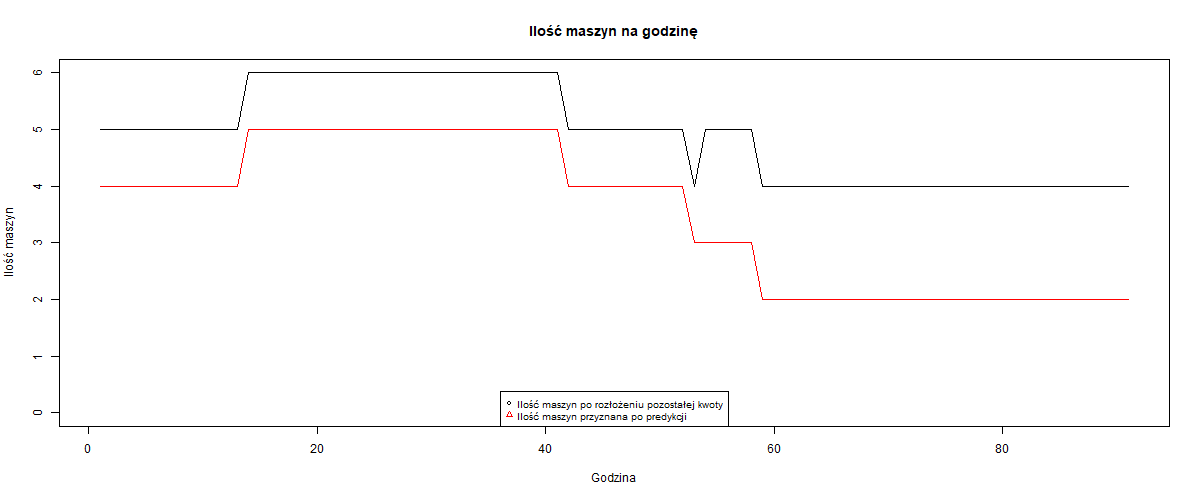 Ilość maszyn na godzinę
Ilość maszyn
6
5
4
3
2
1
0
Ilość maszyn po rozłożeniu pozostałej kwoty
Ilość maszyn przyznana po predykcji
0 20 40 60 80
Godzina